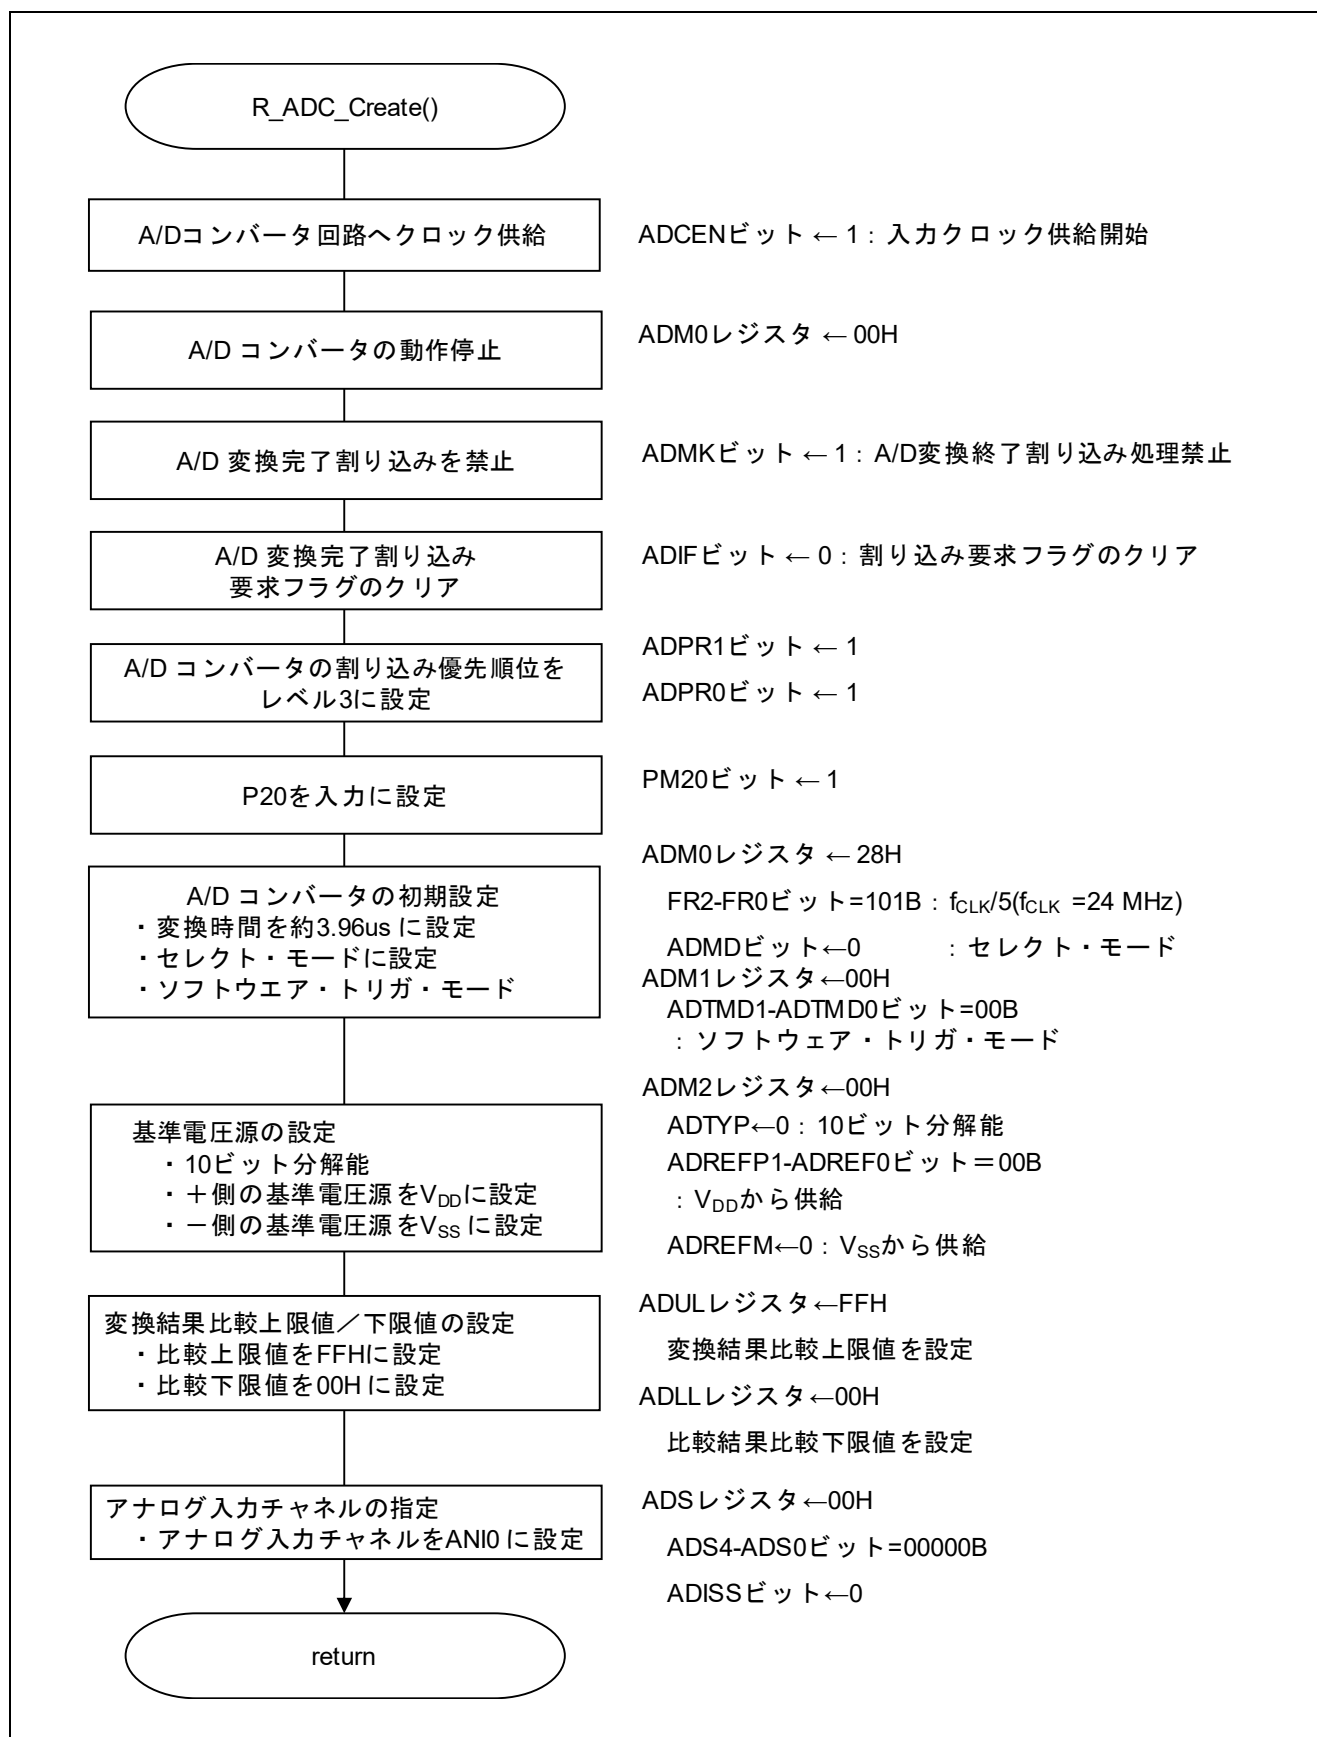 R_ADC_Create()
A/Dコンバータ回路へクロック供給
ADCENビット ← 1 : 入力クロック供給開始
A/D コンバータの動作停止
ADM0レジスタ ← 00H
A/D 変換完了割り込みを禁止
ADMKビット ← 1 : A/D変換終了割り込み処理禁止
A/D 変換完了割り込み
要求フラグのクリア
ADIFビット ← 0 : 割り込み要求フラグのクリア
A/D コンバータの割り込み優先順位を
レベル3に設定
ADPR1ビット ← 1
ADPR0ビット ← 1
P20を入力に設定
PM20ビット ← 1
A/D コンバータの初期設定
・変換時間を約3.96us に設定
・セレクト・モードに設定
・ソフトウエア・トリガ・モード
ADM0レジスタ ← 28H
FR2-FR0ビット=101B : fCLK/5(fCLK =24 MHz)
ADMDビット←0 : セレクト・モード
ADM1レジスタ←00H
ADTMD1-ADTMD0ビット=00B
: ソフトウェア・トリガ・モード
基準電圧源の設定
・10ビット分解能
・＋側の基準電圧源をVDDに設定
・－側の基準電圧源をVSS に設定
ADM2レジスタ←00H
ADTYP←0 : 10ビット分解能
ADREFP1-ADREF0ビット＝00B
: VDDから供給
ADREFM←0 : VSSから供給
変換結果比較上限値／下限値の設定
・比較上限値をFFHに設定
・比較下限値を00H に設定
ADULレジスタ←FFH
変換結果比較上限値を設定
ADLLレジスタ←00H
比較結果比較下限値を設定
アナログ入力チャネルの指定
・アナログ入力チャネルをANI0 に設定
ADSレジスタ←00H
ADS4-ADS0ビット=00000B
ADISSビット←0
return